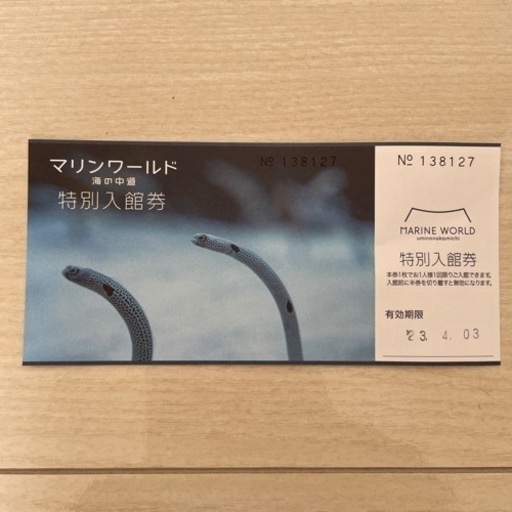 マリンワールド
海の中道
特別入館券
№ 138127
№ 138127
MARINE WORLD
uminonakamichi
特別入館券
本券1枚でお1人様1回限りご入館できます。
入館前に半券を切り離すと無効になります。
有効期限
'23. 4. 03